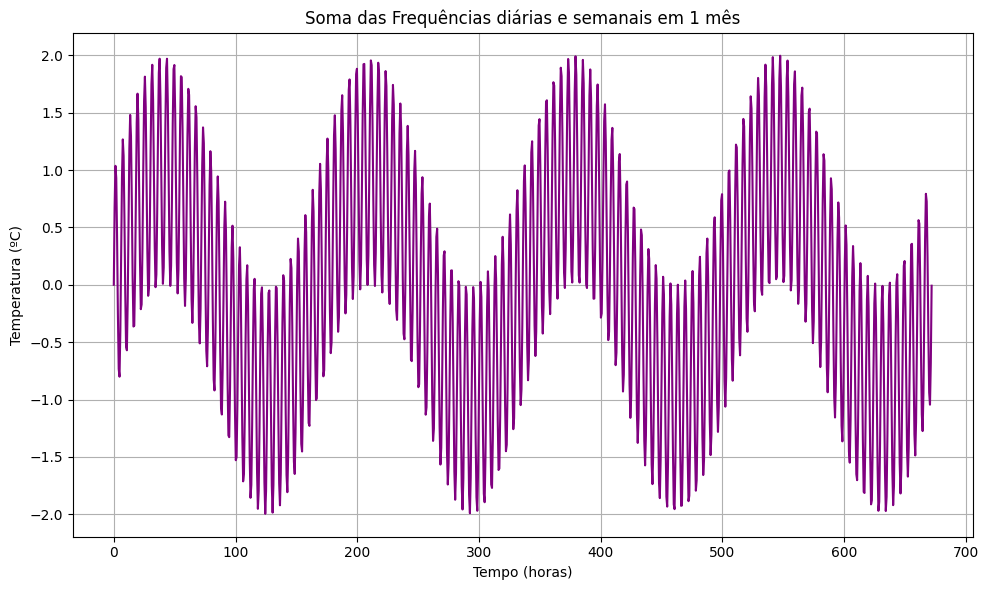 Soma das Frequências diárias e semanais em 1 mês
Temperatura (ºC)
2.0
1.5
1.0
0.5
0.0
−0.5
−1.0
−1.5
−2.0
0 100 200 300 400 500 600 700
Tempo (horas)